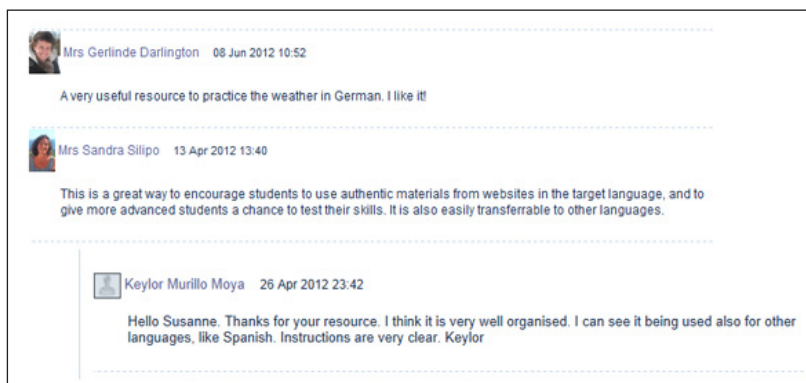 Mrs Gerlinde Darlington 08 Jun 2012 10:52
A very useful resource to practice the weather in German. I like it!
Mrs Sandra Silipo 13 Apr 2012 13:40
This is a great way to encourage students to use authentic materials from websites in the target language, and to
give more advanced students a chance to test their skills. It is also easily transferrable to other languages.
Keylor Murillo Moya 26 Apr 2012 23:42
Hello Susanne. Thanks for your resource. I think it is very well organised. I can see it being used also for other
languages, like Spanish. Instructions are very clear. Keylor